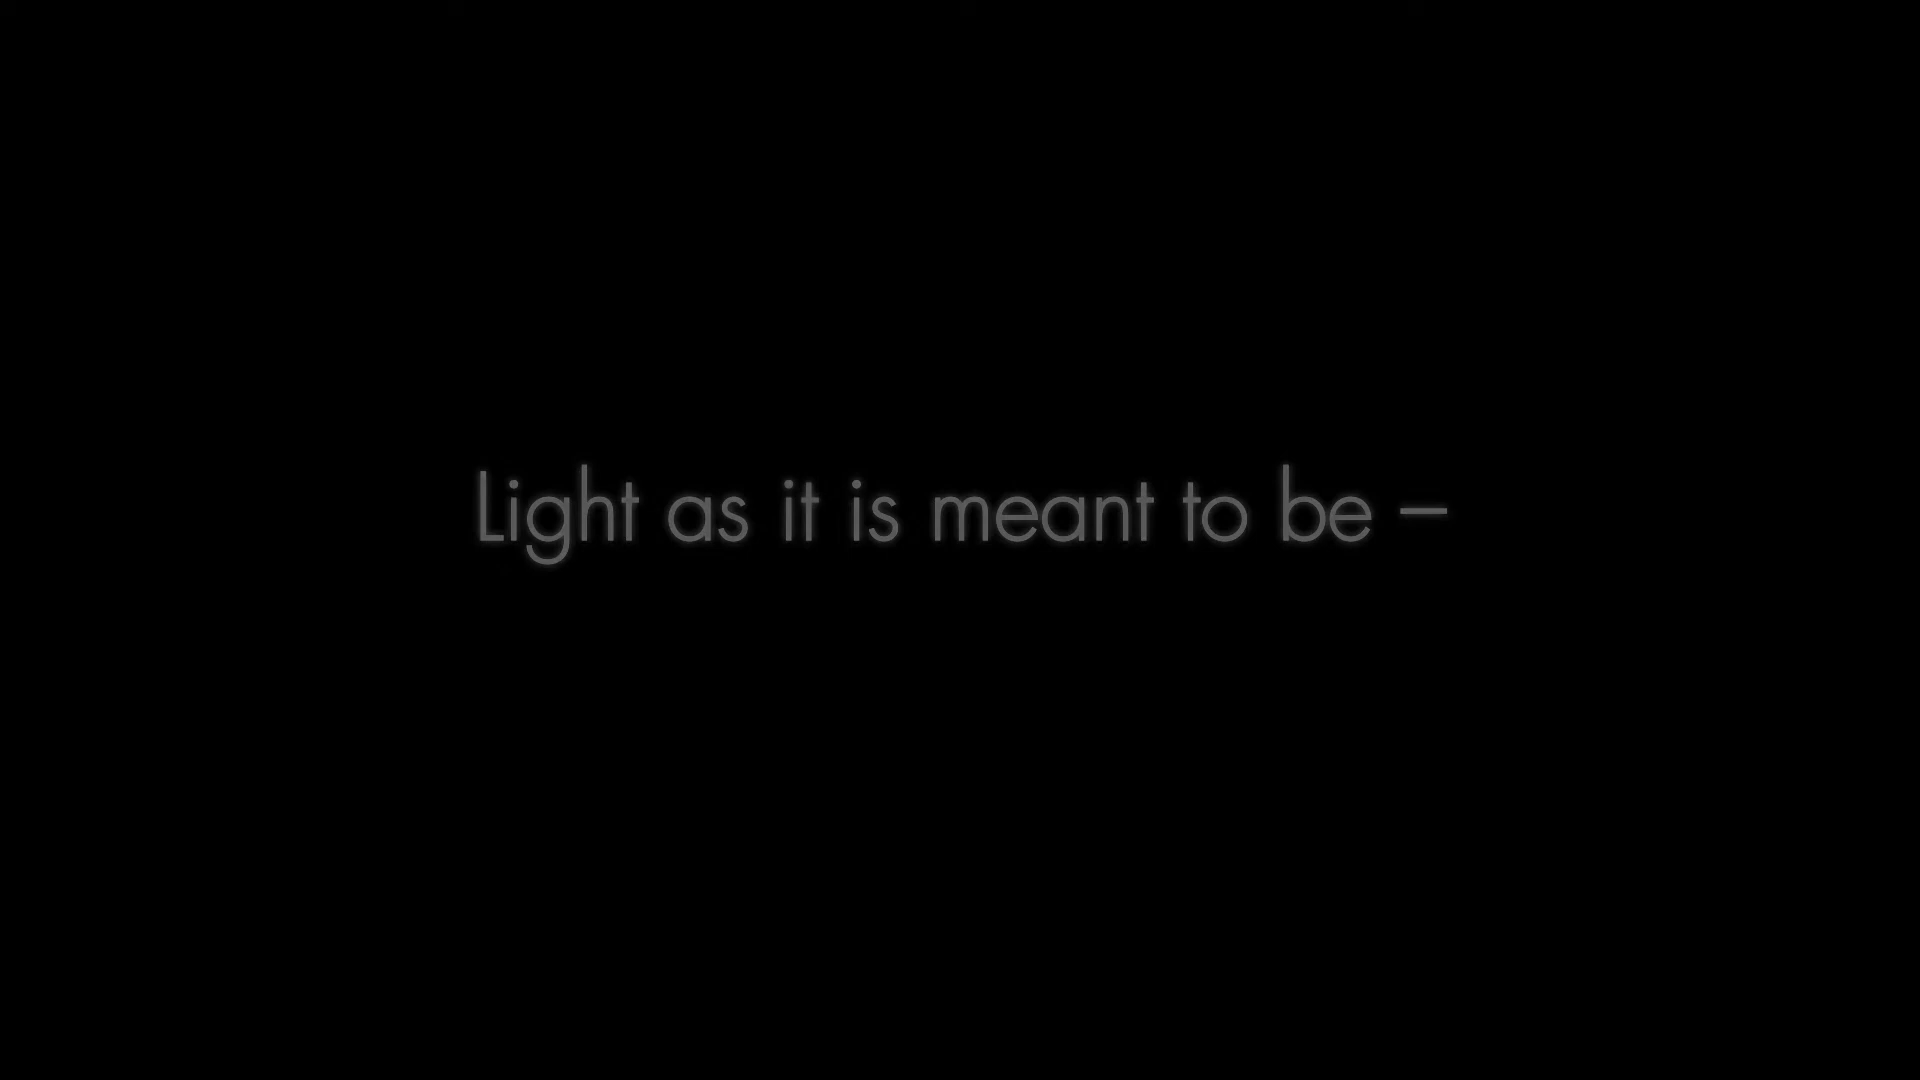 Light as it is meant to be –